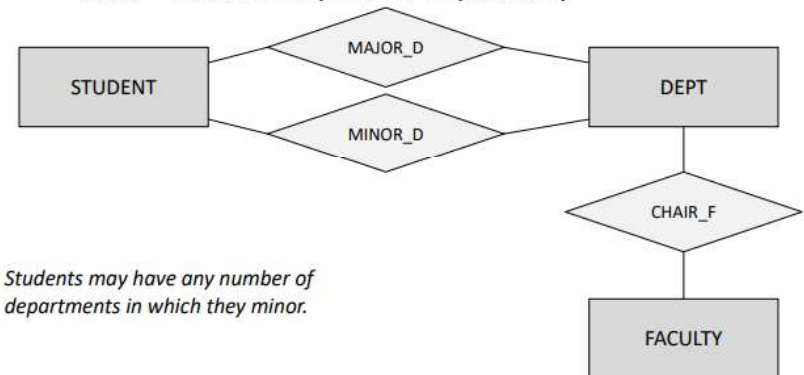 MAJOR_D
STUDENT
DEPT
MINOR_D
CHAIR_F
Students may have any number of
departments in which they minor.
FACULTY